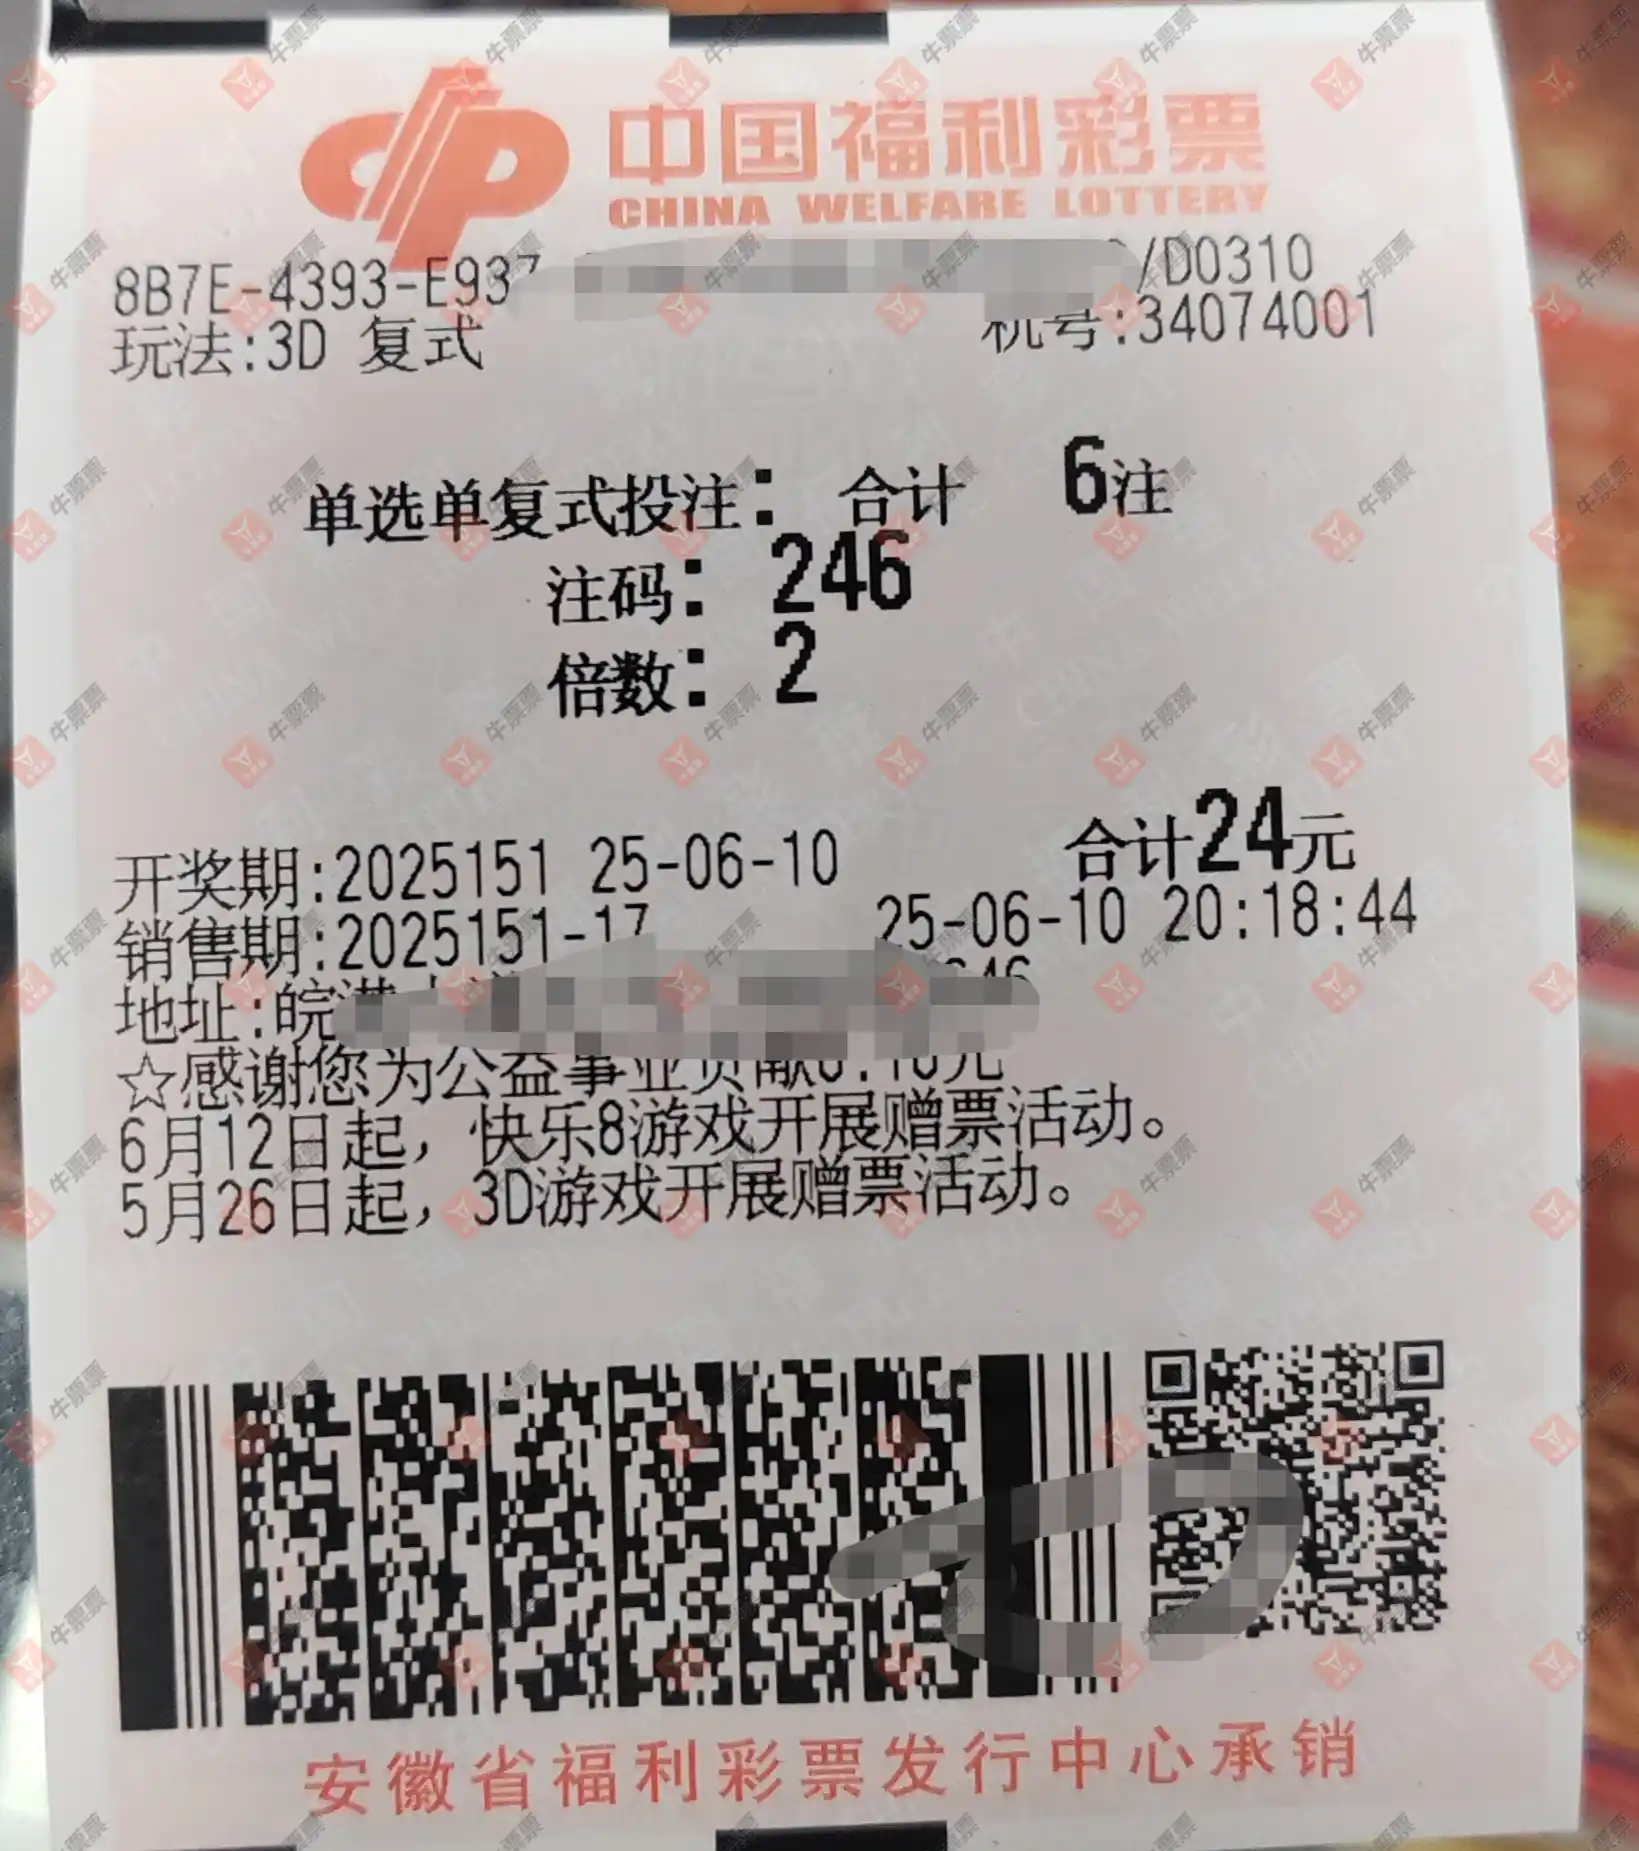 中国福利彩票
CHINA WELFARE LOTTERY
8B7E-4393-E937 /D0310
玩法:3D 复式 机号:34074001
单选单复式投注: 合计 6注
注码: 246
倍数: 2
合计24元
开奖期:2025151 25-06-10
销售期:2025151-17 25-06-10 20:18:44
地址:皖
☆感谢您为公益事业贡献
6月12日起，快乐8游戏开展赠票活动。
5月26日起，3D游戏开展赠票活动。
安徽省福利彩票发行中心承销
牛票票